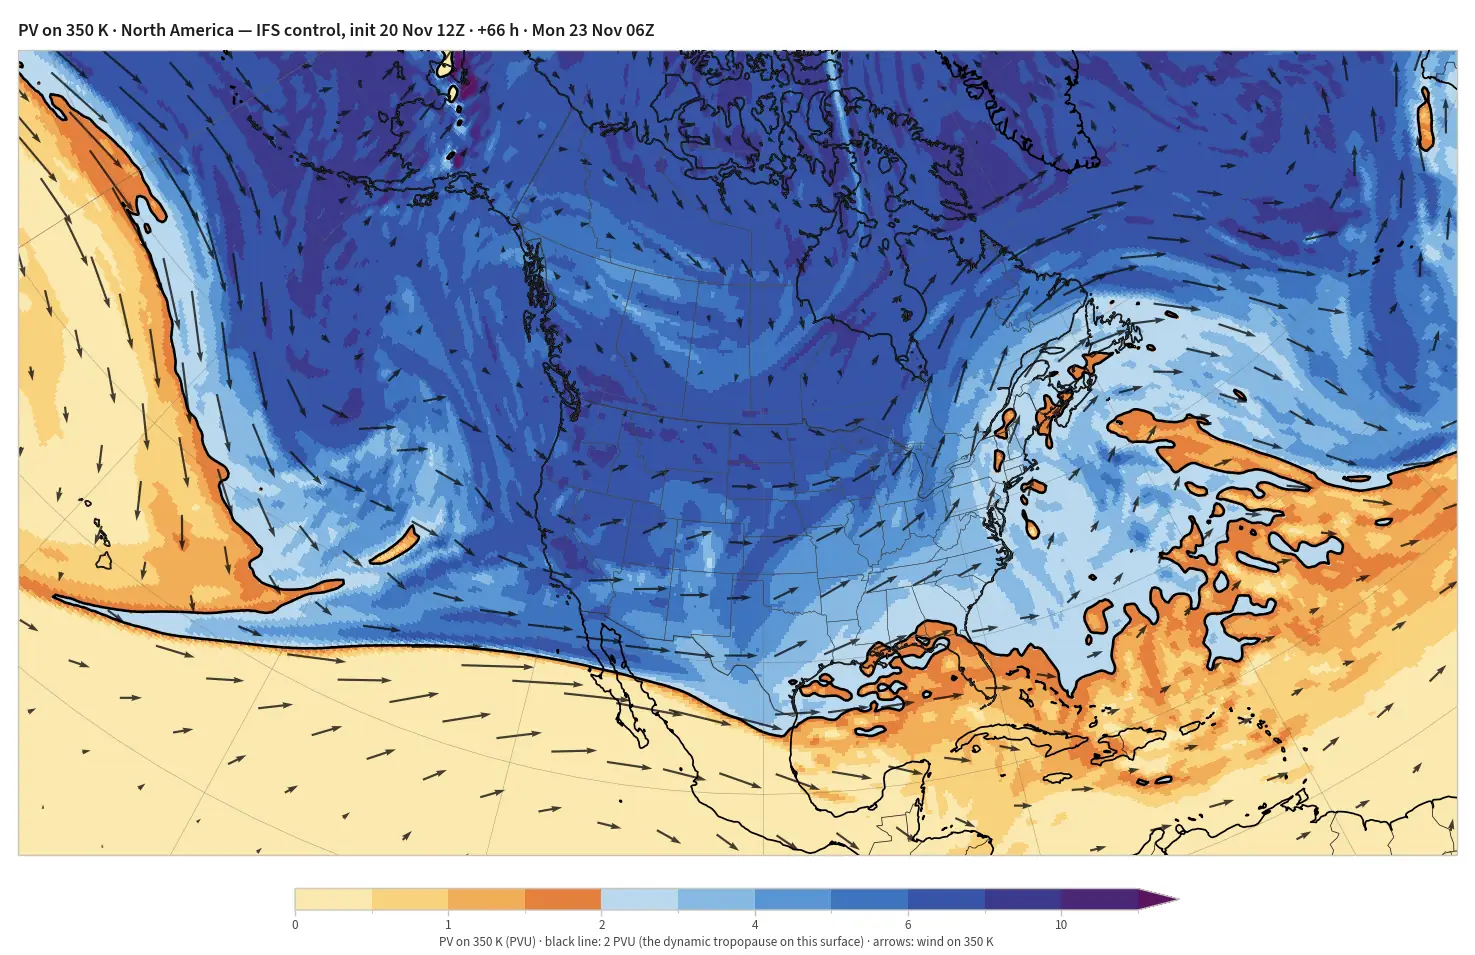 PV on 350 K · North America — IFS control, init 20 Nov 12Z · +66 h · Mon 23 Nov 06Z
0 1 2 4 6 10
PV on 350 K (PVU) · black line: 2 PVU (the dynamic tropopause on this surface) · arrows: wind on 350 K